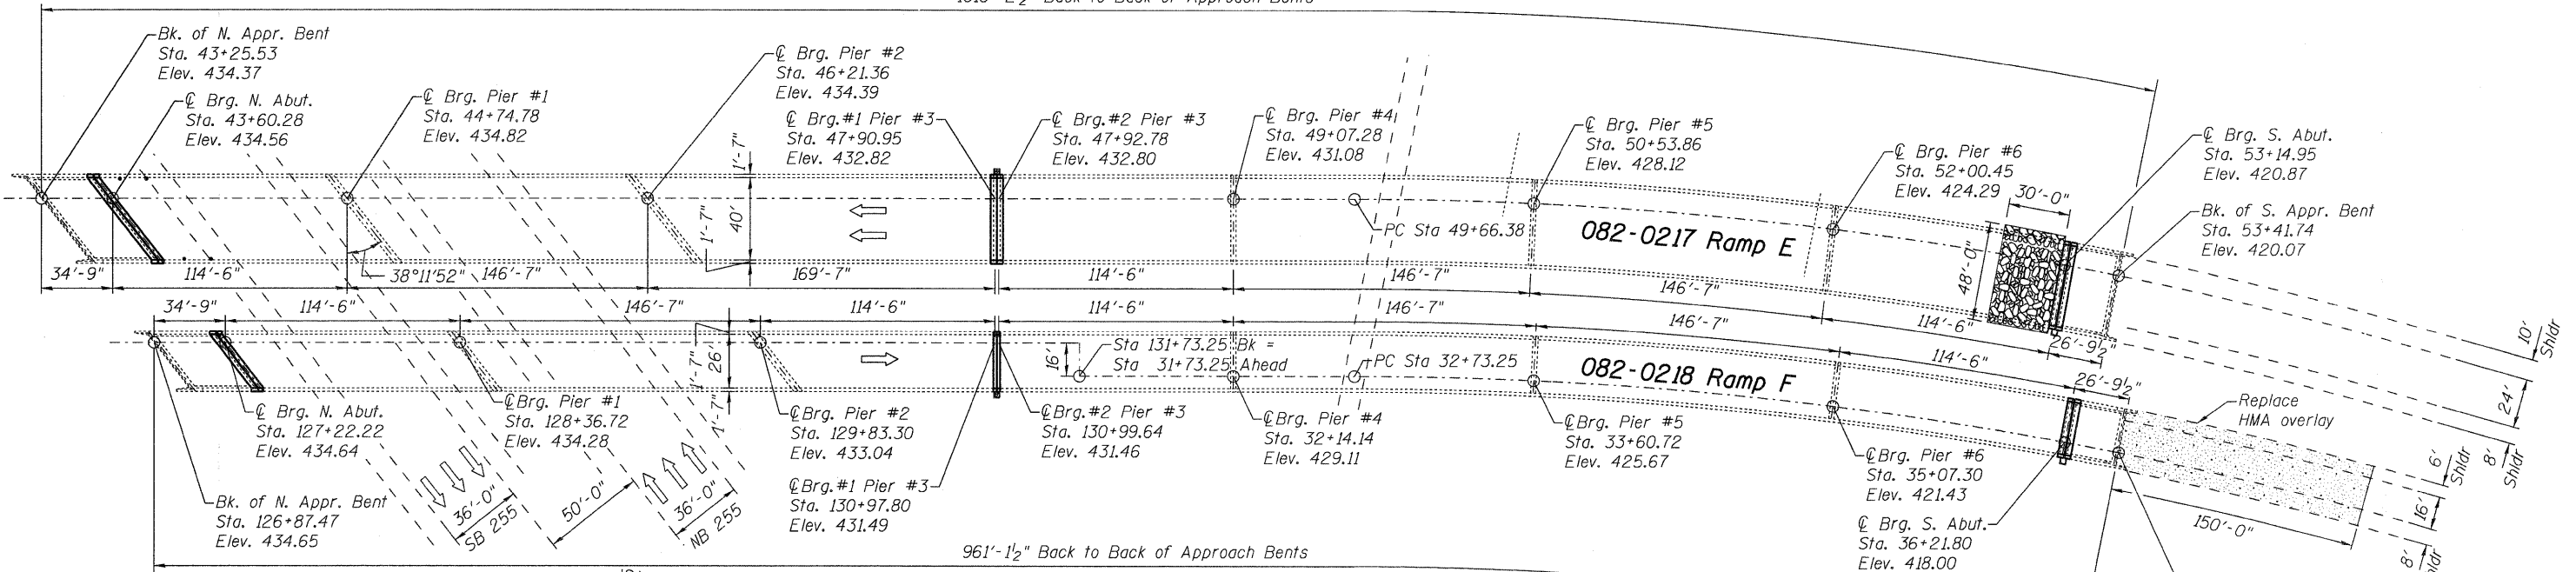 Back to Back of Approach Bents
Bk. of N. Appr. Bent
Sta. 43+25.53
Elev. 434.37
℄ Brg. N. Abut.
Sta. 43+60.28
Elev. 434.56
℄ Brg. Pier #1
Sta. 44+74.78
Elev. 434.82
℄ Brg. Pier #2
Sta. 46+21.36
Elev. 434.39
℄ Brg.#1 Pier #3
Sta. 47+90.95
Elev. 432.82
℄ Brg.#2 Pier #3
Sta. 47+92.78
Elev. 432.80
℄ Brg. Pier #4
Sta. 49+07.28
Elev. 431.08
℄ Brg. Pier #5
Sta. 50+53.86
Elev. 428.12
℄ Brg. Pier #6
Sta. 52+00.45
Elev. 424.29
℄ Brg. S. Abut.
Sta. 53+14.95
Elev. 420.87
Bk. of S. Appr. Bent
Sta. 53+41.74
Elev. 420.07
1'-7"
40'
1'-7"
PC Sta 49+66.38
082-0217 Ramp E
30'-0"
48'-0"
34'-9"
114'-6"
38°11'52"
146'-7"
169'-7"
114'-6"
146'-7"
146'-7"
114'-6"
26'-9½"
34'-9"
114'-6"
146'-7"
114'-6"
114'-6"
146'-7"
146'-7"
114'-6"
26'-9½"
1'-7"
26'
1'-7"
16'
Sta 131+73.25 Bk =
Sta 31+73.25 Ahead
PC Sta 32+73.25
082-0218 Ramp F
10'
Shldr
24'
8'
Shldr
6'
Shldr
16'
8'
Replace
HMA overlay
150'-0"
℄ Brg. N. Abut.
Sta. 127+22.22
Elev. 434.64
℄ Brg. Pier #1
Sta. 128+36.72
Elev. 434.28
℄ Brg. Pier #2
Sta. 129+83.30
Elev. 433.04
℄ Brg.#2 Pier #3
Sta. 130+99.64
Elev. 431.46
℄ Brg. Pier #4
Sta. 32+14.14
Elev. 429.11
℄ Brg. Pier #5
Sta. 33+60.72
Elev. 425.67
℄ Brg. Pier #6
Sta. 35+07.30
Elev. 421.43
℄ Brg. S. Abut.
Sta. 36+21.80
Elev. 418.00
℄ Brg.#1 Pier #3
Sta. 130+97.80
Elev. 431.49
Bk. of N. Appr. Bent
Sta. 126+87.47
Elev. 434.65
36'-0"
SB 255
50'-0"
36'-0"
NB 255
961'-1½" Back to Back of Approach Bents